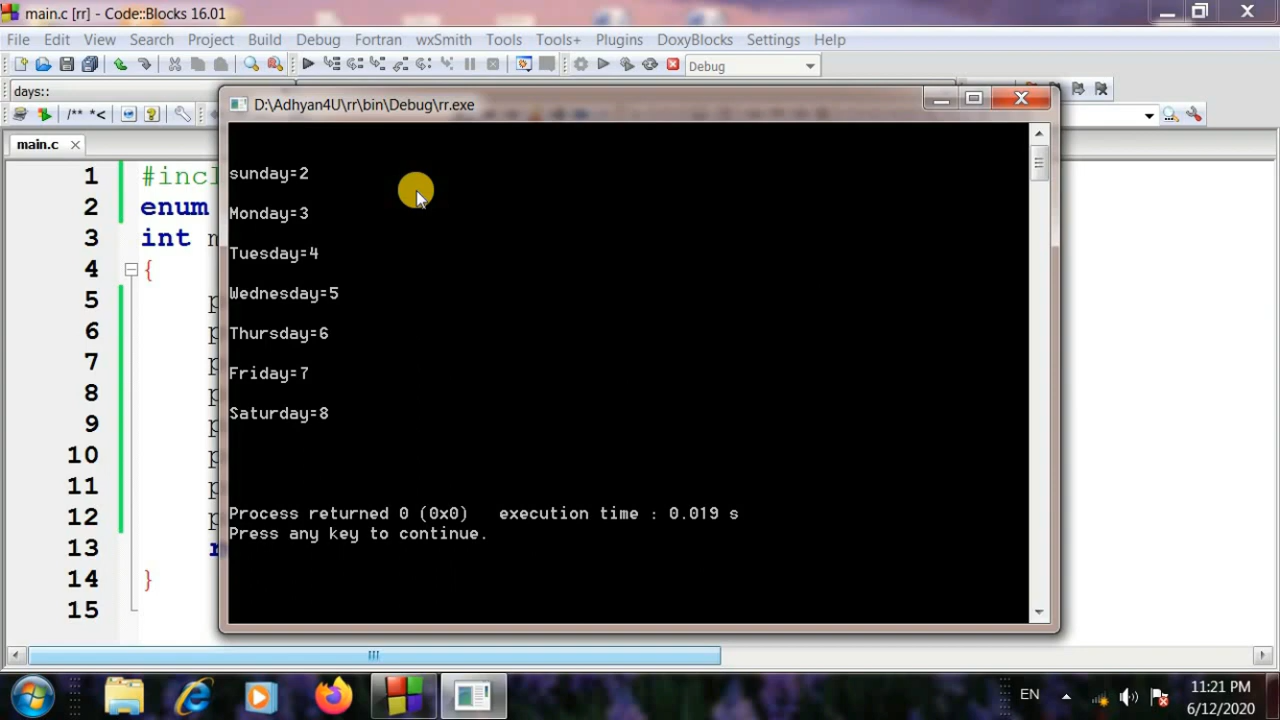 main.c [rr] - Code::Blocks 16.01
File Edit View Search Project Build Debug Fortran wxSmith Tools Tools+ Plugins DoxyBlocks Settings Help
Debug
days::
/** *<
D:\Adhyan4U\rr\bin\Debug\rr.exe
main.c
1 #incl
2 enum
3 int m
4 {
5 p
6 p
7 p
8 p
9 p
10 p
11 p
12 p
13 r
14 }
15
sunday=2
Monday=3
Tuesday=4
Wednesday=5
Thursday=6
Friday=7
Saturday=8
Process returned 0 (0x0) execution time : 0.019 s
Press any key to continue.
EN
11:21 PM
6/12/2020